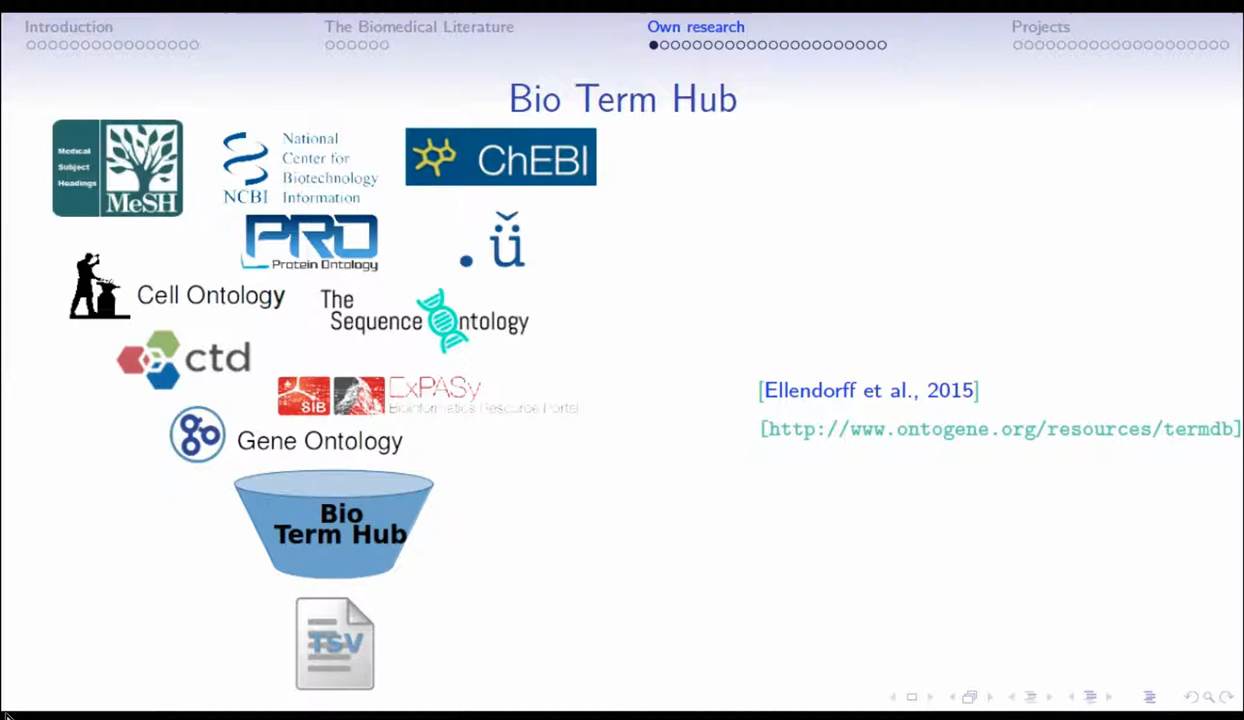 Introduction
The Biomedical Literature
Own research
Projects
Bio Term Hub
Medical
Subject
Headings
MeSH
National
Center for
Biotechnology
Information
NCBI
ChEBI
PRO
Protein Ontology
.ǚ
Cell Ontology
The
Sequence Ontology
ctd
SIB
ExPASy
Bioinformatics Resource Portal
Gene Ontology
[Ellendorff et al., 2015]
[http://www.ontogene.org/resources/termdb]
Bio
Term Hub
TSV